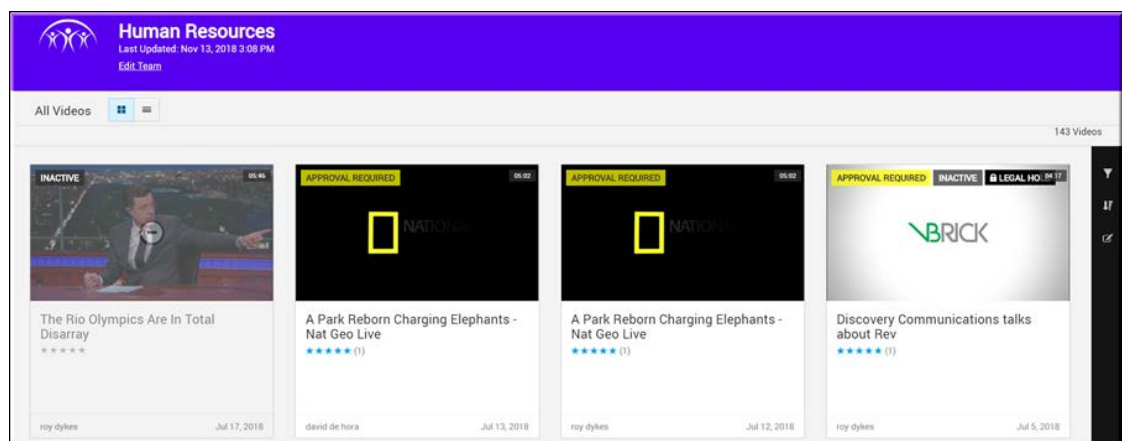 Human Resources
Last Updated: Nov 13, 2018 3:08 PM
Edit Team
All Videos
143 Videos
INACTIVE
05:46
The Rio Olympics Are In Total
Disarray
roy dykes
Jul 17, 2018
APPROVAL REQUIRED
05:02
NATIONA
A Park Reborn Charging Elephants -
Nat Geo Live
(1)
david de hora
Jul 13, 2018
APPROVAL REQUIRED
05:02
NATIONA
A Park Reborn Charging Elephants -
Nat Geo Live
(1)
roy dykes
Jul 12, 2018
APPROVAL REQUIRED INACTIVE LEGAL HO
04:17
VBRICK
Discovery Communications talks
about Rev
(1)
roy dykes
Jul 5, 2018